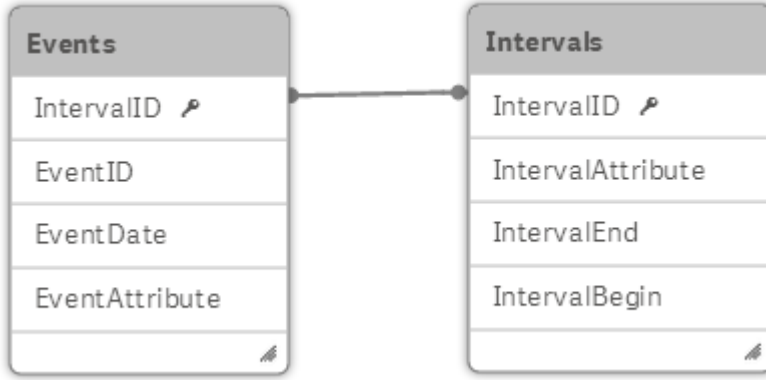 Events
IntervalID
EventID
EventDate
EventAttribute
Intervals
IntervalID
IntervalAttribute
IntervalEnd
IntervalBegin